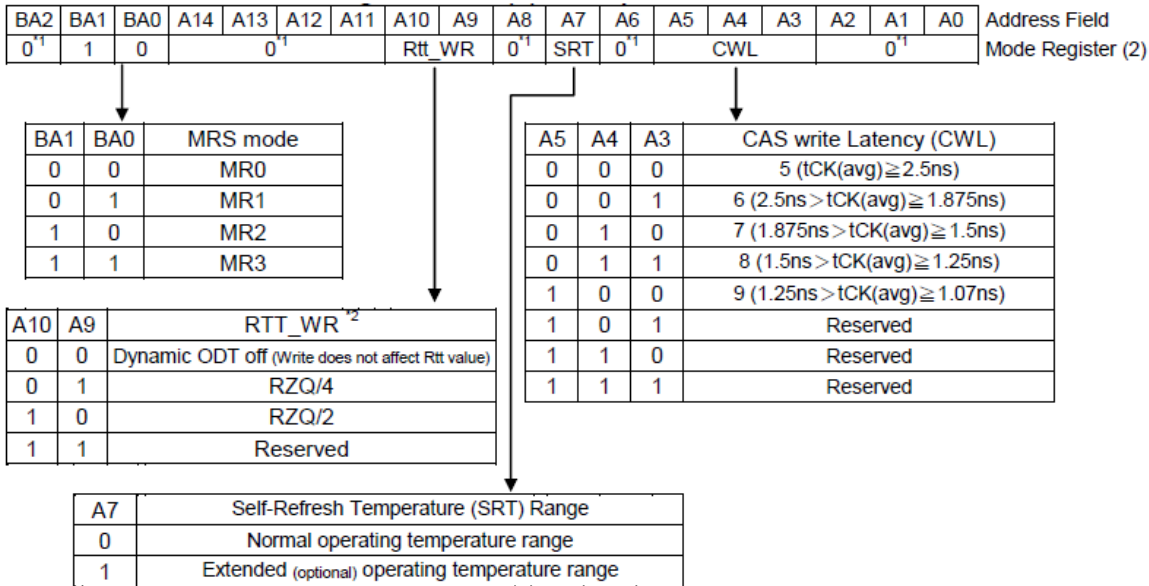 BA2 BA1 BA0 A14 A13 A12 A11 A10 A9 A8 A7 A6 A5 A4 A3 A2 A1 A0 Address Field
0*1 1 0 0*1 Rtt_WR 0*1 SRT 0*1 CWL 0*1 Mode Register (2)
BA1 BA0 MRS mode
0 0 MR0
0 1 MR1
1 0 MR2
1 1 MR3
A5 A4 A3 CAS write Latency (CWL)
0 0 0 5 (tCK(avg)≧2.5ns)
0 0 1 6 (2.5ns>tCK(avg)≧1.875ns)
0 1 0 7 (1.875ns>tCK(avg)≧1.5ns)
0 1 1 8 (1.5ns>tCK(avg)≧1.25ns)
1 0 0 9 (1.25ns>tCK(avg)≧1.07ns)
1 0 1 Reserved
1 1 0 Reserved
1 1 1 Reserved
A10 A9 RTT_WR *2
0 0 Dynamic ODT off (Write does not affect Rtt value)
0 1 RZQ/4
1 0 RZQ/2
1 1 Reserved
A7 Self-Refresh Temperature (SRT) Range
0 Normal operating temperature range
1 Extended (optional) operating temperature range